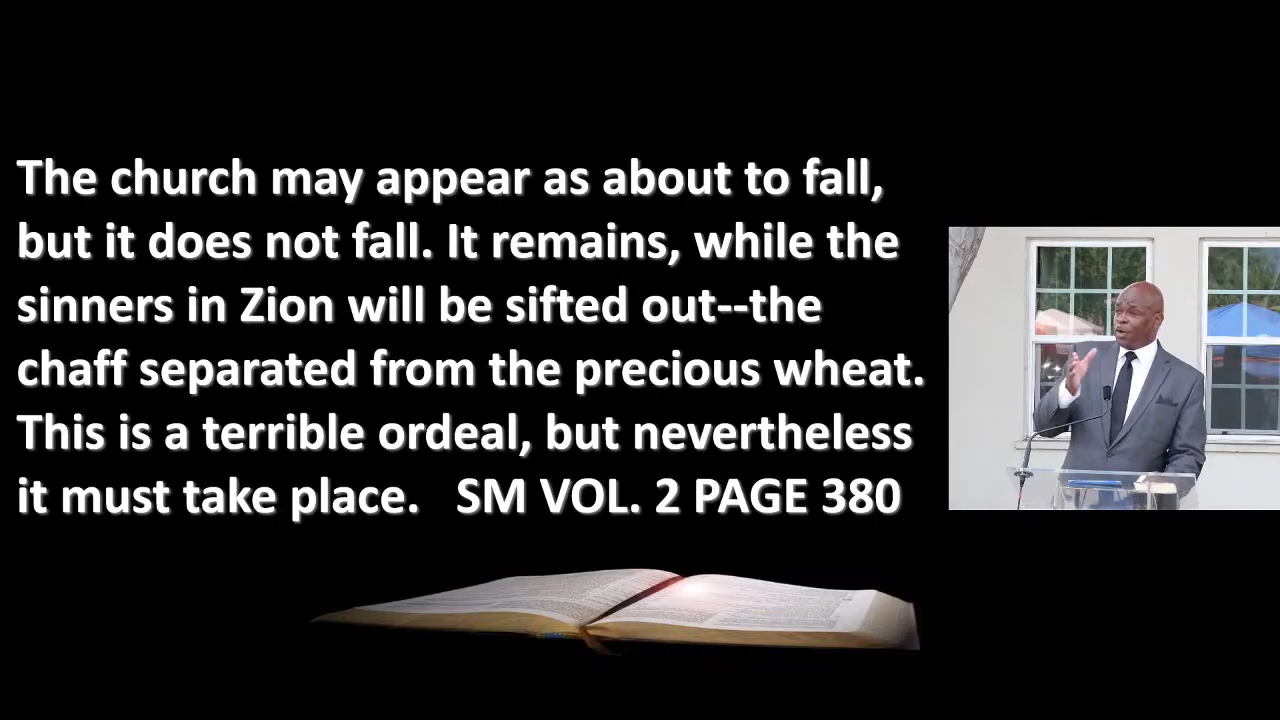 The church may appear as about to fall,
but it does not fall. It remains, while the
sinners in Zion will be sifted out--the
chaff separated from the precious wheat.
This is a terrible ordeal, but nevertheless
it must take place.   SM VOL. 2 PAGE 380